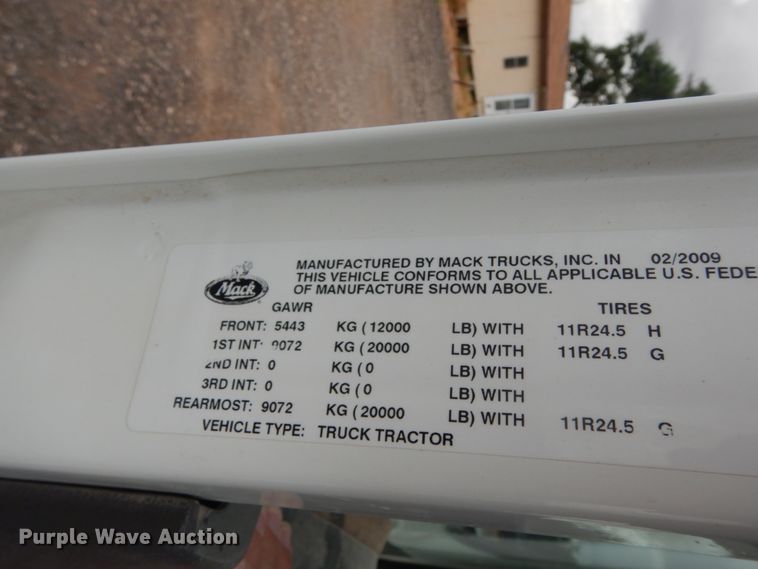 MANUFACTURED BY MACK TRUCKS, INC. IN 02/2009
THIS VEHICLE CONFORMS TO ALL APPLICABLE U.S. FEDE
OF MANUFACTURE SHOWN ABOVE.
Mack
GAWR TIRES
FRONT: 5443 KG ( 12000 LB) WITH 11R24.5 H
1ST INT: 9072 KG ( 20000 LB) WITH 11R24.5 G
2ND INT: 0 KG ( 0 LB) WITH
3RD INT: 0 KG ( 0 LB) WITH
REARMOST: 9072 KG ( 20000 LB) WITH 11R24.5 G
VEHICLE TYPE: TRUCK TRACTOR
Purple Wave Auction